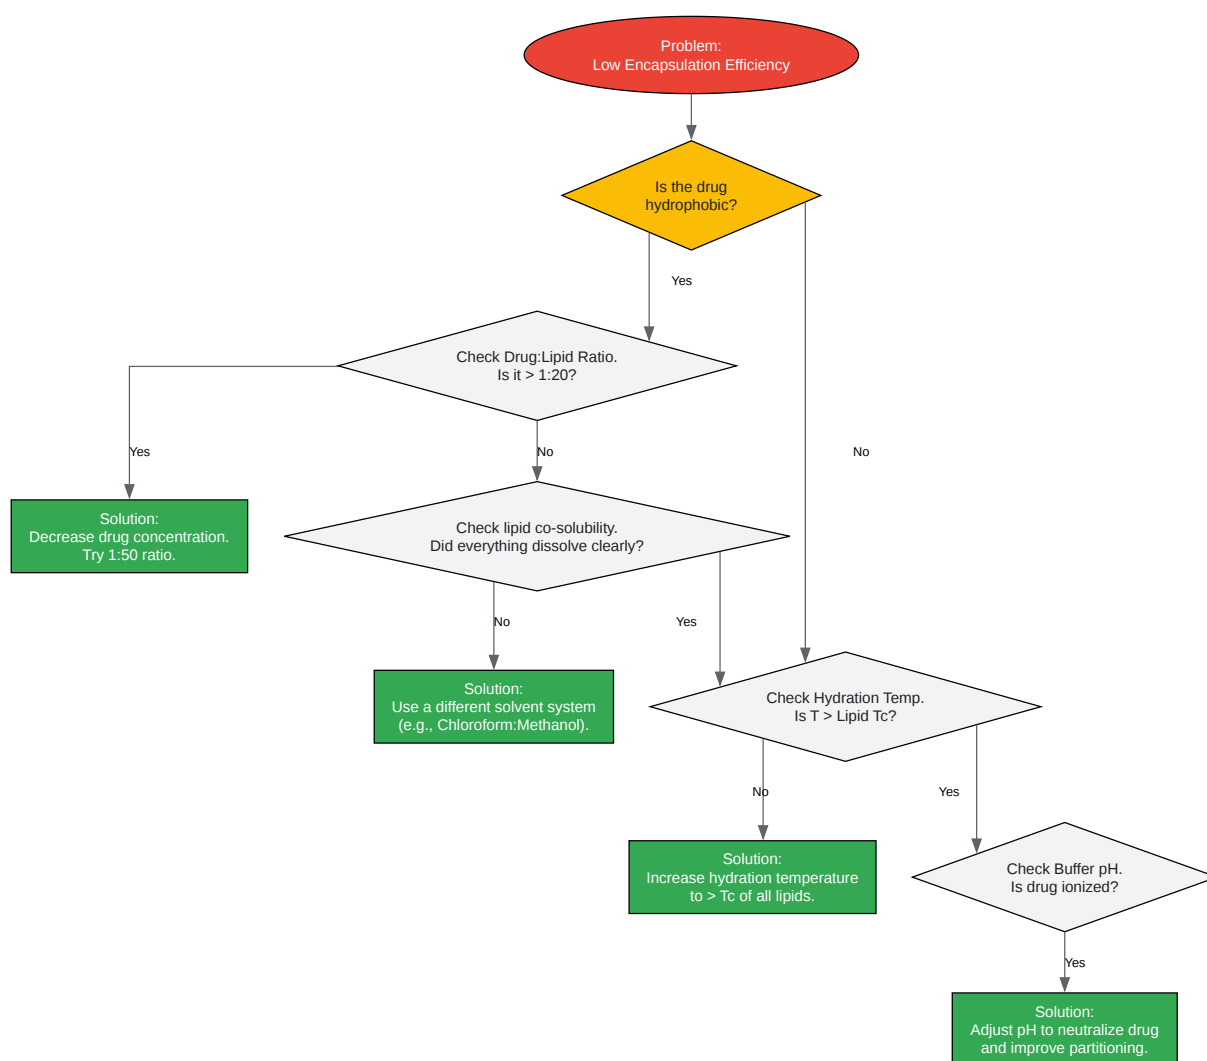 Problem:
Low Encapsulation Efficiency
Is the drug
hydrophobic?
Yes
Check Drug:Lipid Ratio.
Is it > 1:20?
Yes
No
No
Solution:
Decrease drug concentration.
Try 1:50 ratio.
Check lipid co-solubility.
Did everything dissolve clearly?
No
Yes
Solution:
Use a different solvent system
(e.g., Chloroform:Methanol).
Check Hydration Temp.
Is T > Lipid Tc?
No
Yes
Solution:
Increase hydration temperature
to > Tc of all lipids.
Check Buffer pH.
Is drug ionized?
Yes
Solution:
Adjust pH to neutralize drug
and improve partitioning.